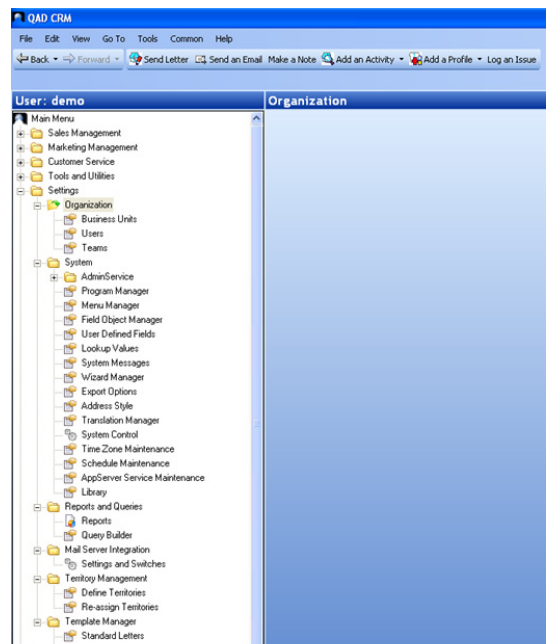 QAD CRM
File Edit View Go To Tools Common Help
Back Forward Send Letter Send an Email Make a Note Add an Activity Add a Profile Log an Issue
User: demo Organization
Main Menu
Sales Management
Marketing Management
Customer Service
Tools and Utilities
Settings
Organization
Business Units
Users
Teams
System
AdminService
Program Manager
Menu Manager
Field Object Manager
User Defined Fields
Lookup Values
System Messages
Wizard Manager
Export Options
Address Style
Translation Manager
System Control
Time Zone Maintenance
Schedule Maintenance
AppServer Service Maintenance
Library
Reports and Queries
Reports
Query Builder
Mail Server Integration
Settings and Switches
Territory Management
Define Territories
Re-assign Territories
Template Manager
Standard Letters